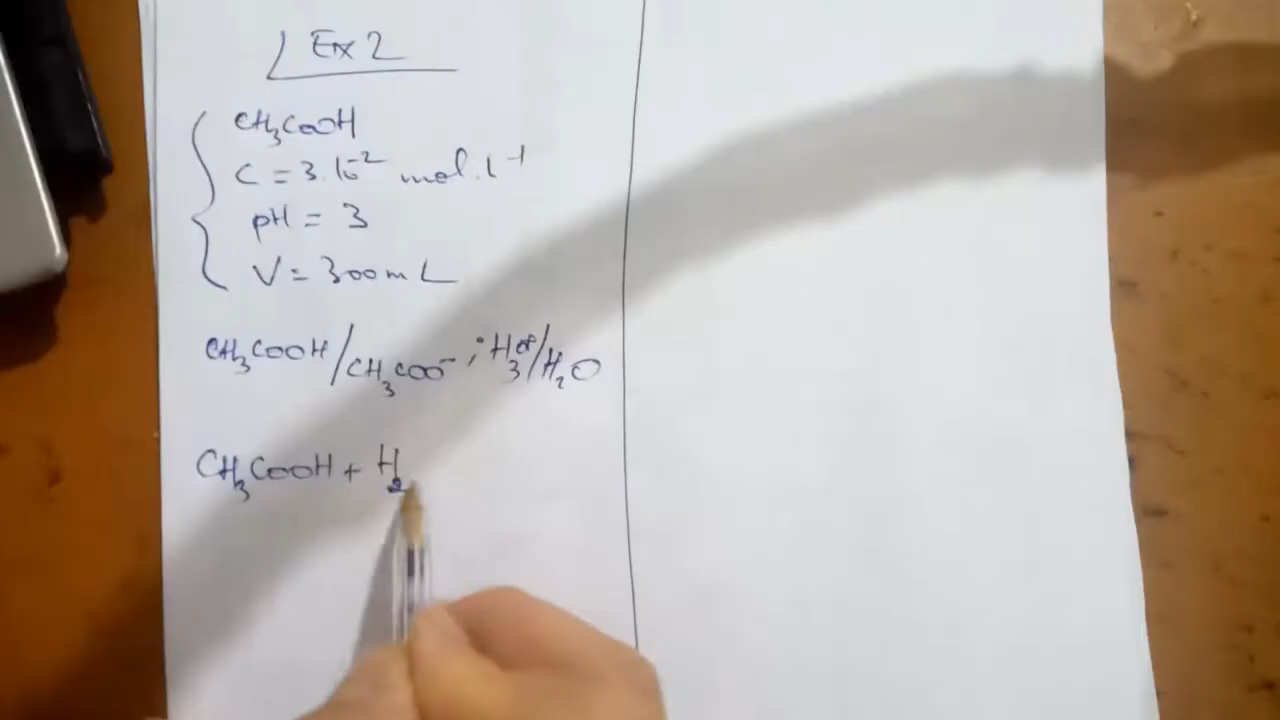 Ex 2
CH₃COOH
C = 3.10⁻² mol.L⁻¹
pH = 3
V = 300 mL
CH₃COOH/CH₃COO⁻ ; H₃O⁺/H₂O
CH₃COOH + H₂